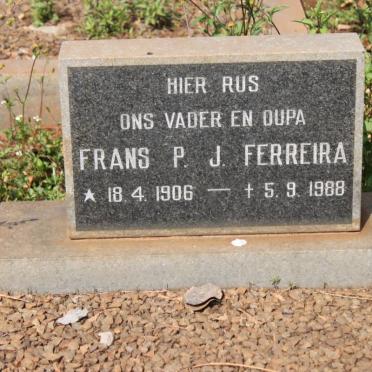 HIER RUS
ONS VADER EN OUPA
FRANS P. J. FERREIRA
★ 18. 4. 1906 — † 5. 9. 1988